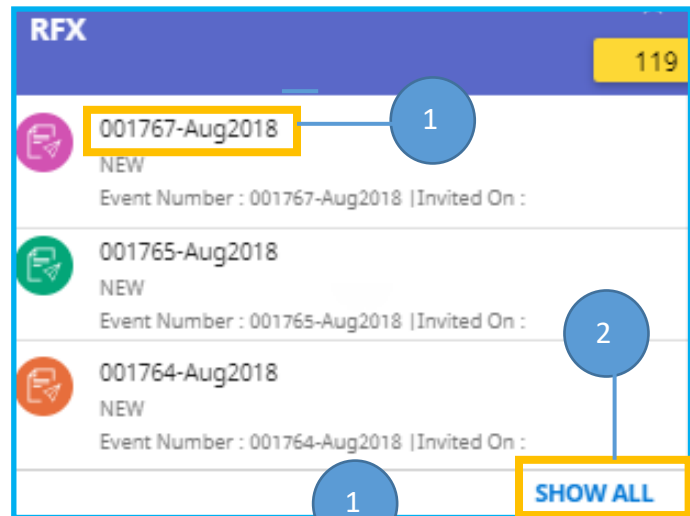 RFX
119
001767-Aug2018
1
NEW
Event Number : 001767-Aug2018 |Invited On :
001765-Aug2018
NEW
Event Number : 001765-Aug2018 |Invited On :
2
001764-Aug2018
NEW
Event Number : 001764-Aug2018 |Invited On :
1
SHOW ALL